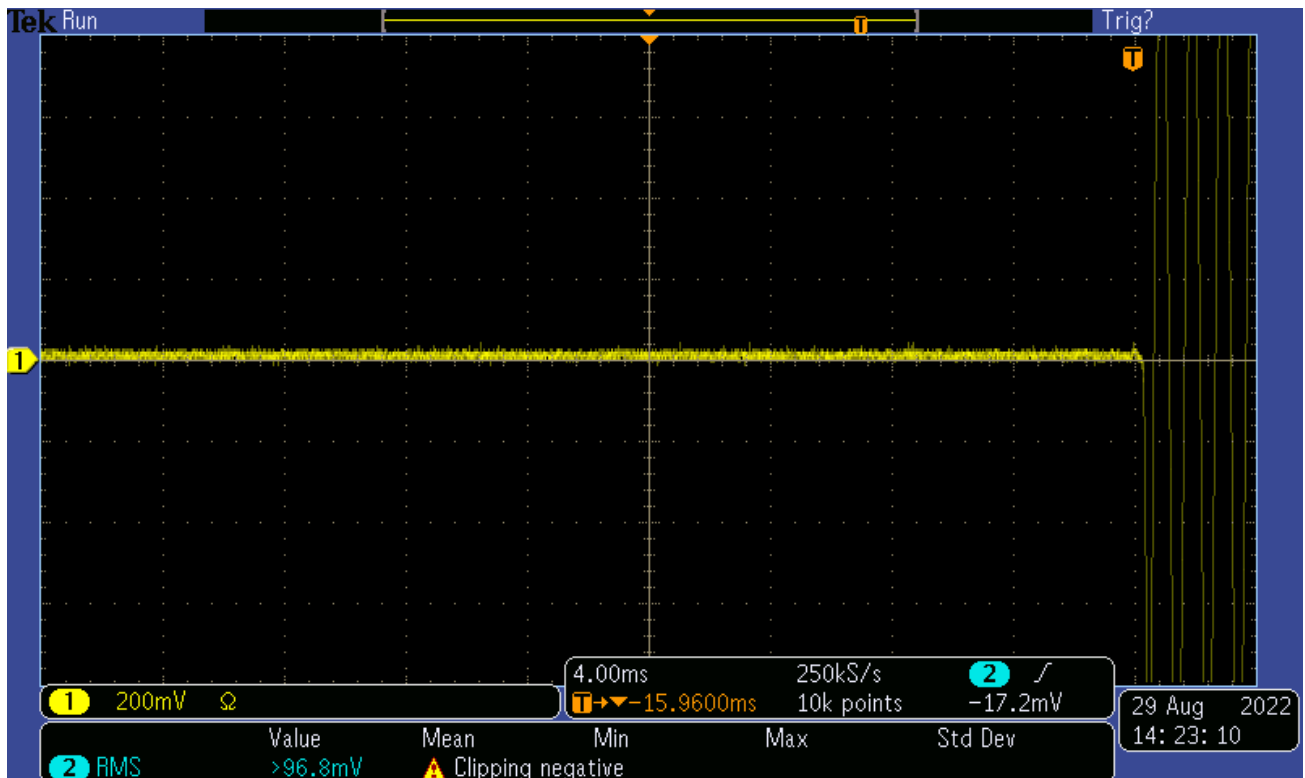 Tek Run Trig?
T
T
1
1 200mV Ω
4.00ms 250kS/s 2
T→▼−15.9600ms 10k points −17.2mV
29 Aug 2022
14:23:10
Value Mean Min Max Std Dev
2 RMS >96.8mV Clipping negative